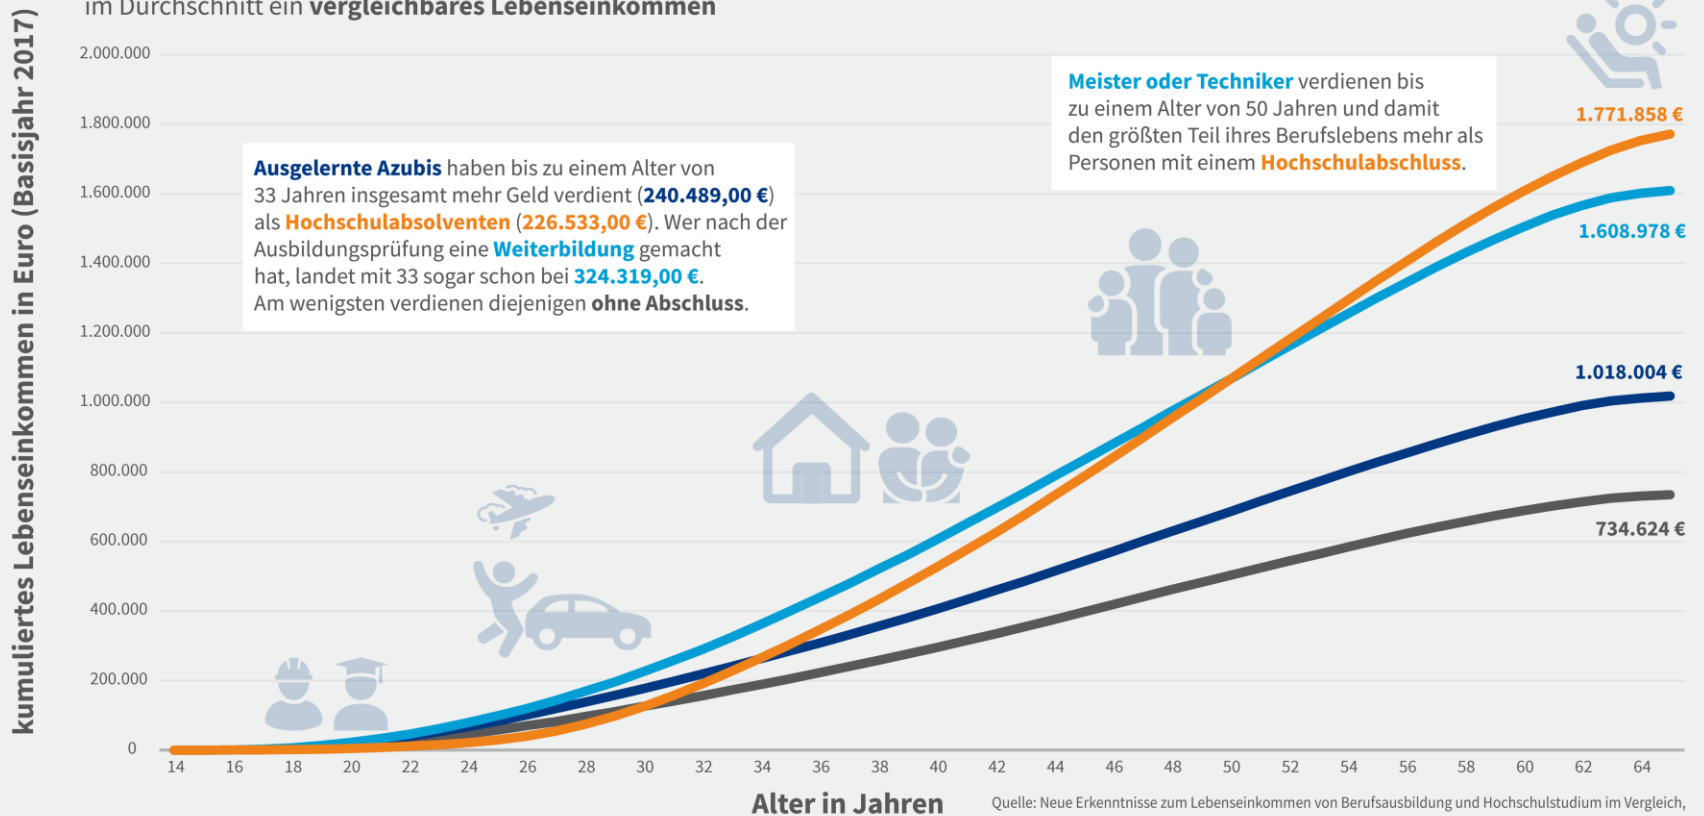 im Durchschnitt ein vergleichbares Lebenseinkommen
kumuliertes Lebenseinkommen in Euro (Basisjahr 2017)
2.000.000
1.800.000
1.600.000
1.400.000
1.200.000
1.000.000
800.000
600.000
400.000
200.000
0
Ausgelernte Azubis haben bis zu einem Alter von
33 Jahren insgesamt mehr Geld verdient (240.489,00 €)
als Hochschulabsolventen (226.533,00 €). Wer nach der
Ausbildungsprüfung eine Weiterbildung gemacht
hat, landet mit 33 sogar schon bei 324.319,00 €.
Am wenigsten verdienen diejenigen ohne Abschluss.
Meister oder Techniker verdienen bis
zu einem Alter von 50 Jahren und damit
den größten Teil ihres Berufslebens mehr als
Personen mit einem Hochschulabschluss.
1.771.858 €
1.608.978 €
1.018.004 €
734.624 €
14 16 18 20 22 24 26 28 30 32 34 36 38 40 42 44 46 48 50 52 54 56 58 60 62 64
Alter in Jahren
Quelle: Neue Erkenntnisse zum Lebenseinkommen von Berufsausbildung und Hochschulstudium im Vergleich,